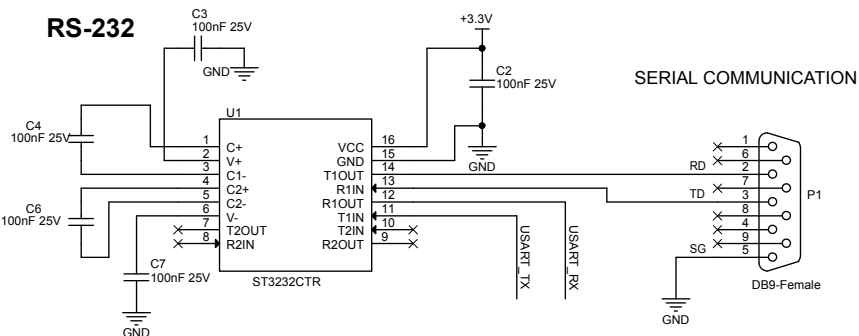 RS-232
C3
100nF 25V
GND
+3.3V
C2
100nF 25V
GND
SERIAL COMMUNICATION
C4
100nF 25V
C6
100nF 25V
C7
100nF 25V
GND
U1
1 C+ VCC 16
2 V+ GND 15
3 C1- T1OUT 14
4 C2+ R1IN 13
5 C2- R1OUT 12
6 V- T1IN 11
7 T2OUT T2IN 10
8 R2IN R2OUT 9
ST3232CTR
USART_TX
USART_RX
1
6
RD 2
7
TD 3
8
4
9
SG 5
P1
DB9-Female
GND